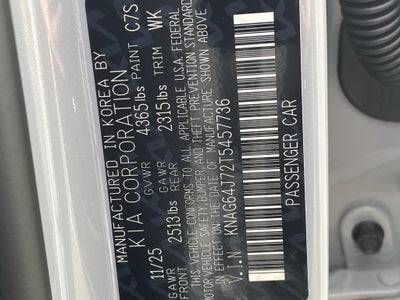 MANUFACTURED IN KOREA BY
KIA CORPORATION
GVWR 4365lbs PAINT C7S
11/25
GAWR FRONT 2513lbs GAWR REAR 2315lbs TRIM WK
THIS VEHICLE CONFORMS TO ALL APPLICABLE U.S.A. FEDERAL
MOTOR VEHICLE SAFETY, BUMPER, AND THEFT PREVENTION STANDARDS
IN EFFECT ON THE DATE OF MANUFACTURE SHOWN ABOVE
V.I.N KNAG64J72T5457736
PASSENGER CAR